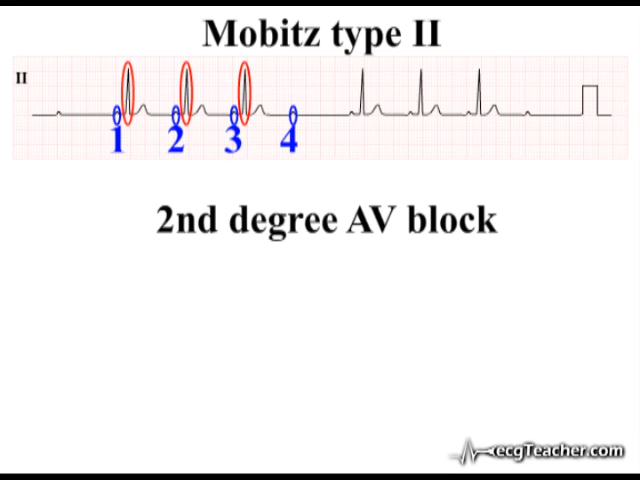 Mobitz type II
II
1 2 3 4
2nd degree AV block
ecgTeacher.com